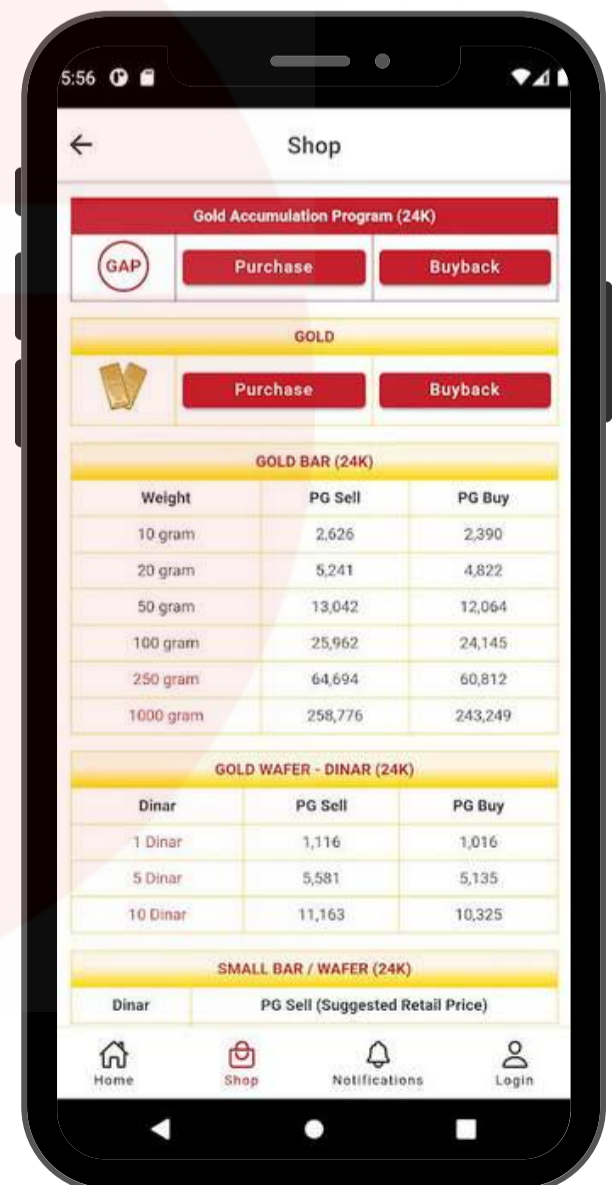 5:56
Shop
Gold Accumulation Program (24K)
GAP Purchase Buyback
GOLD
Purchase Buyback
GOLD BAR (24K)
Weight PG Sell PG Buy
10 gram 2,626 2,390
20 gram 5,241 4,822
50 gram 13,042 12,064
100 gram 25,962 24,145
250 gram 64,694 60,812
1000 gram 258,776 243,249
GOLD WAFER - DINAR (24K)
Dinar PG Sell PG Buy
1 Dinar 1,116 1,016
5 Dinar 5,581 5,135
10 Dinar 11,163 10,325
SMALL BAR / WAFER (24K)
Dinar PG Sell (Suggested Retail Price)
Home Shop Notifications Login